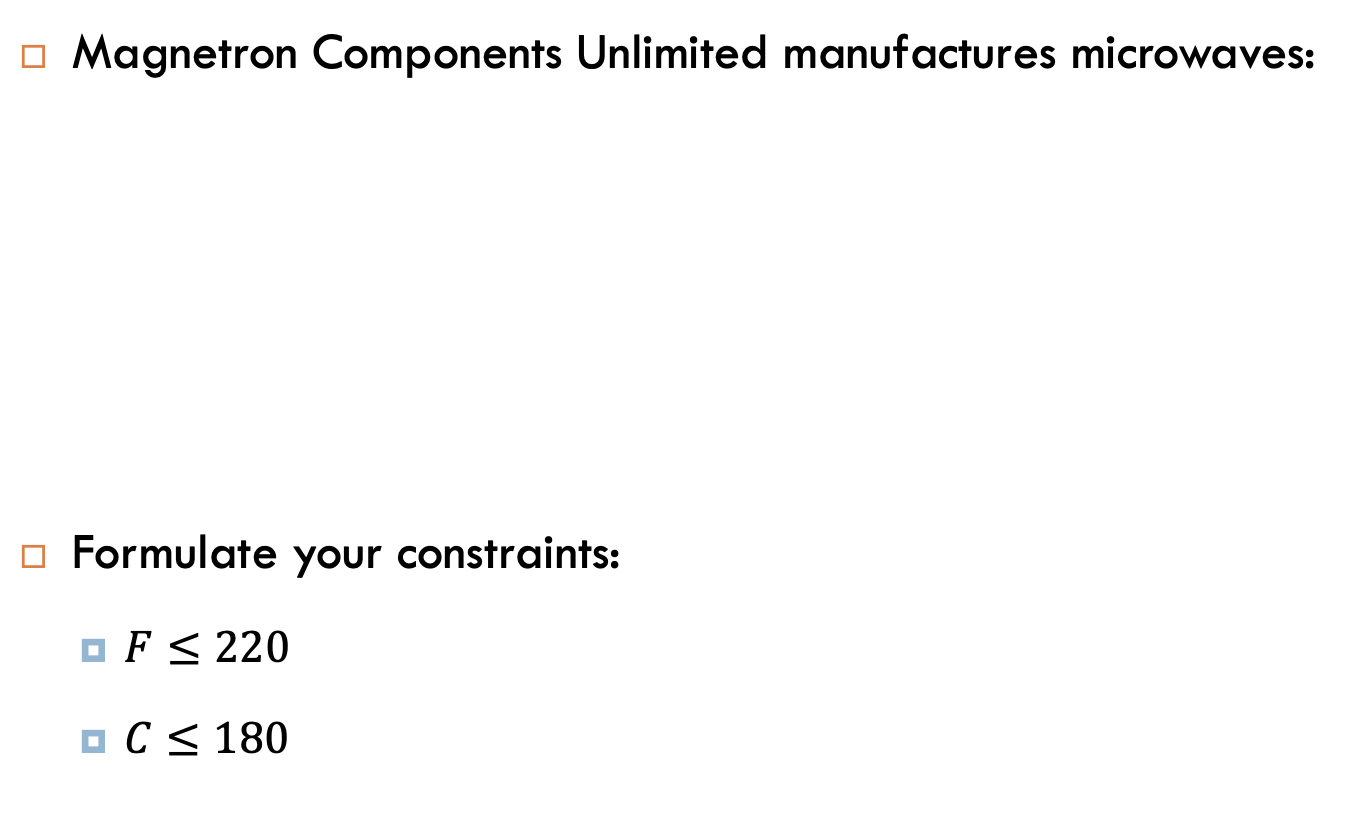 Magnetron Components Unlimited manufactures microwaves:
Formulate your constraints:
F ≤ 220
C ≤ 180